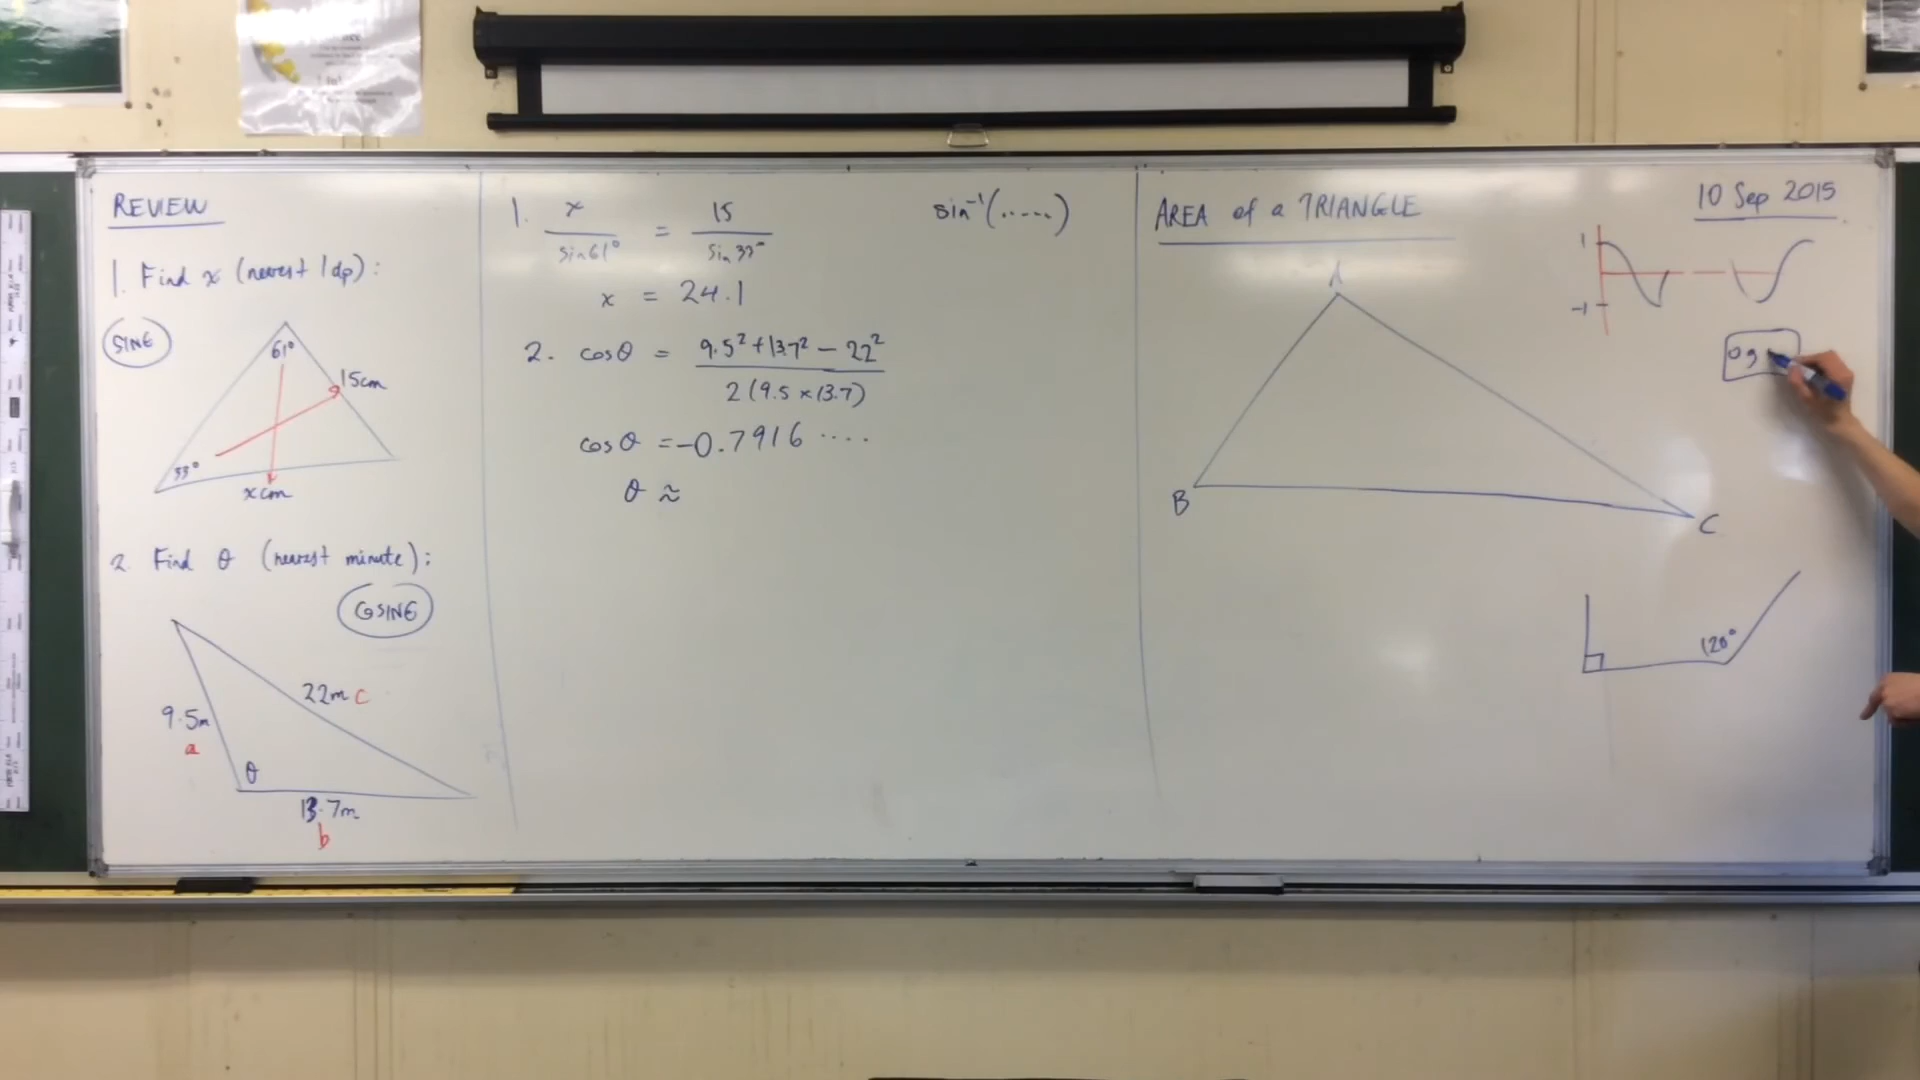 REVIEW
1. Find x (nearest 1dp):
SINE
61°
15cm
33°
x cm
2. Find θ (nearest minute):
COSINE
22m c
9.5m
a
θ
13.7m
b
1. x / sin61° = 15 / sin33°
x = 24.1
sin⁻¹(.....)
2. cosθ = 9.5² + 13.7² − 22² / 2(9.5 × 13.7)
cosθ = −0.7916 ....
θ ≈
AREA of a TRIANGLE
10 Sep 2015
1
-1
A
B
C
120°